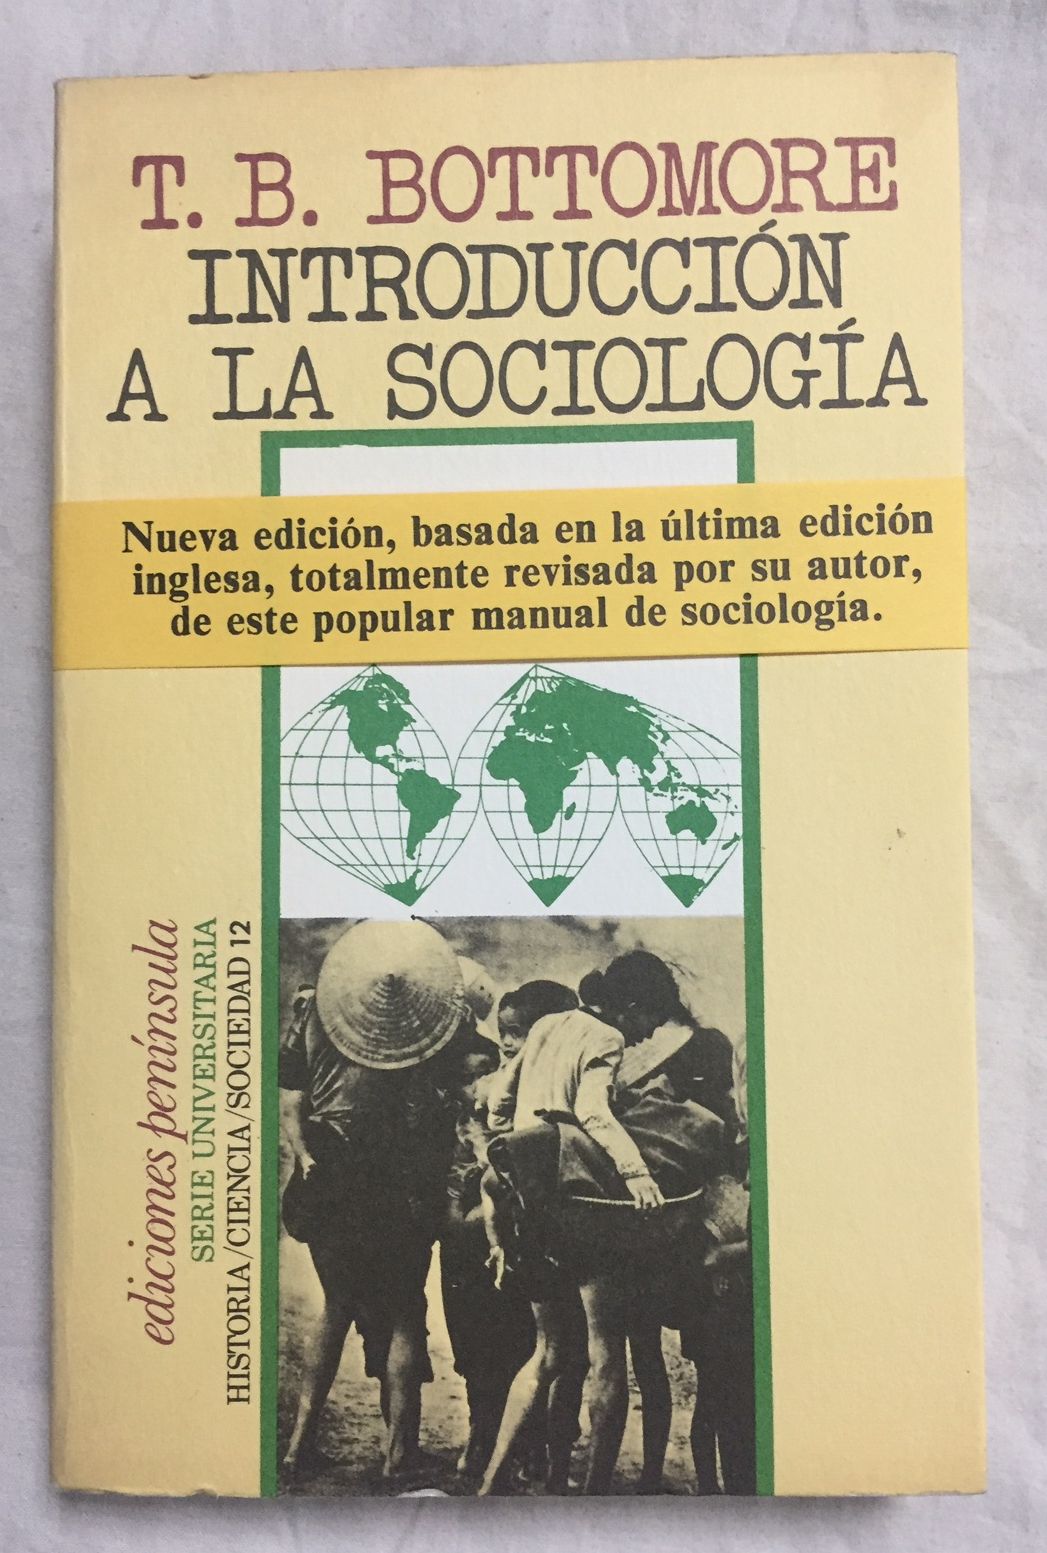 T. B. BOTTOMORE
INTRODUCCIÓN
A LA SOCIOLOGÍA
Nueva edición, basada en la última edición
inglesa, totalmente revisada por su autor,
de este popular manual de sociología.
ediciones península
SERIE UNIVERSITARIA
HISTORIA/CIENCIA/SOCIEDAD 12